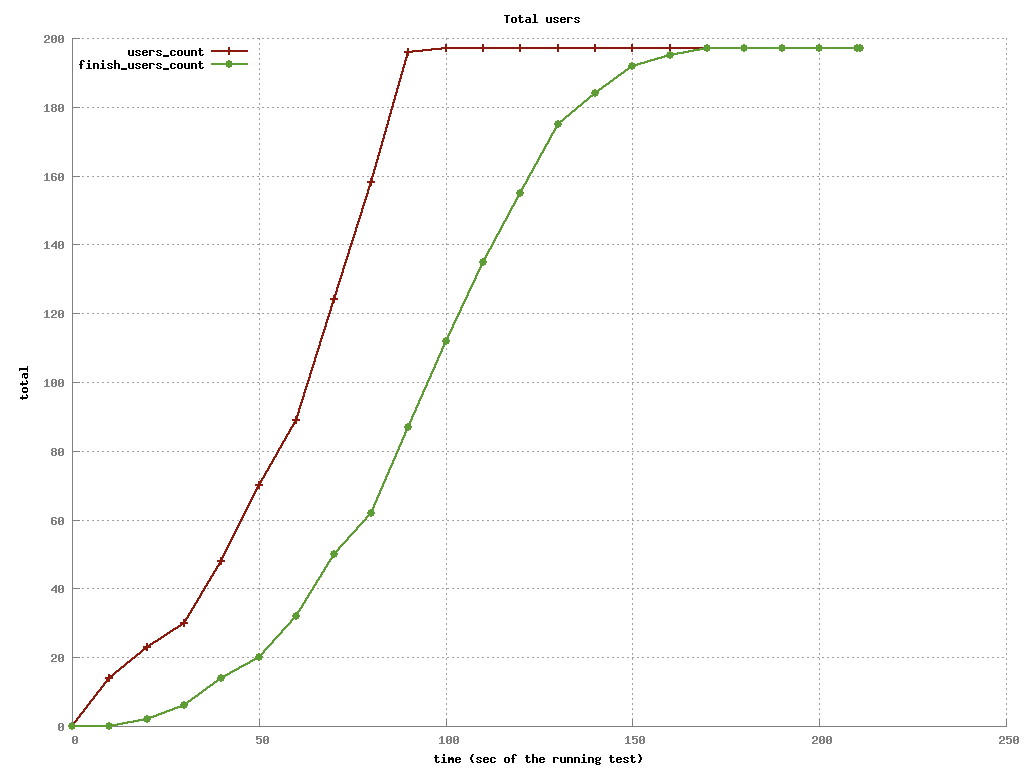 Total users
users_count
finish_users_count
200
180
160
140
120
100
80
60
40
20
0
total
0 50 100 150 200 250
time (sec of the running test)